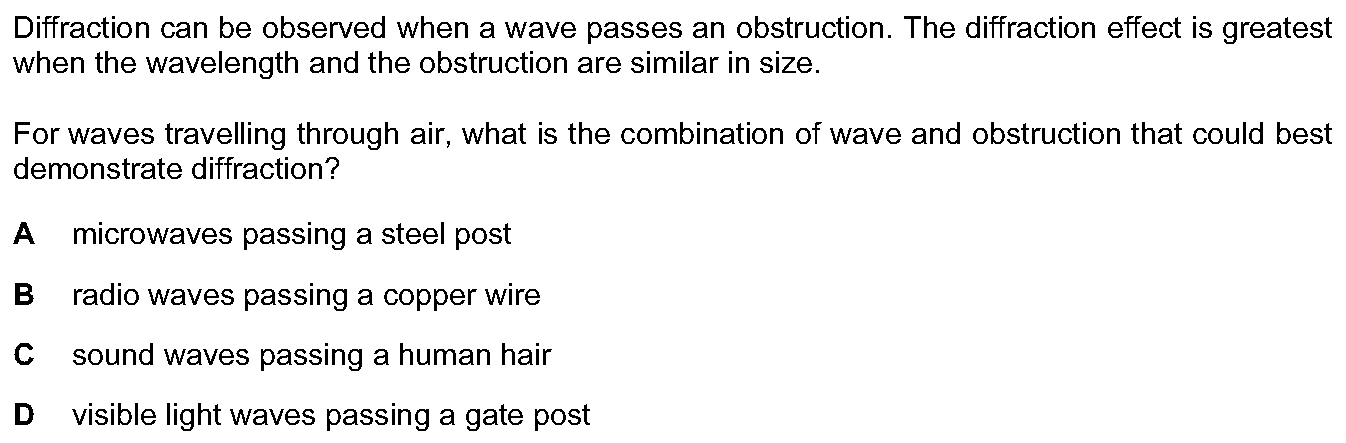 Diffraction can be observed when a wave passes an obstruction. The diffraction effect is greatest
when the wavelength and the obstruction are similar in size.
For waves travelling through air, what is the combination of wave and obstruction that could best
demonstrate diffraction?
A microwaves passing a steel post
B radio waves passing a copper wire
C sound waves passing a human hair
D visible light waves passing a gate post